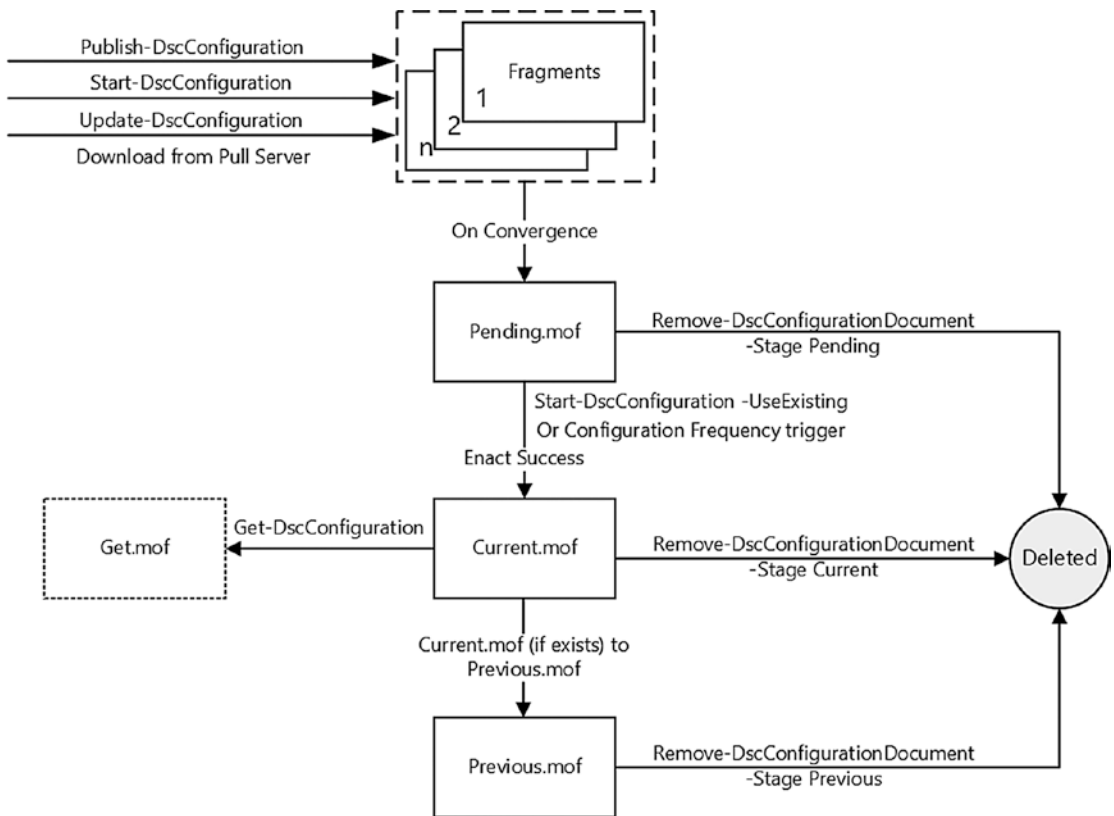 Publish-DscConfiguration
Start-DscConfiguration
Update-DscConfiguration
Download from Pull Server
Fragments
1
2
n
On Convergence
Pending.mof
Remove-DscConfigurationDocument
-Stage Pending
Start-DscConfiguration -UseExisting
Or Configuration Frequency trigger
Enact Success
Get.mof
Get-DscConfiguration
Current.mof
Remove-DscConfigurationDocument
-Stage Current
Deleted
Current.mof (if exists) to
Previous.mof
Previous.mof
Remove-DscConfigurationDocument
-Stage Previous